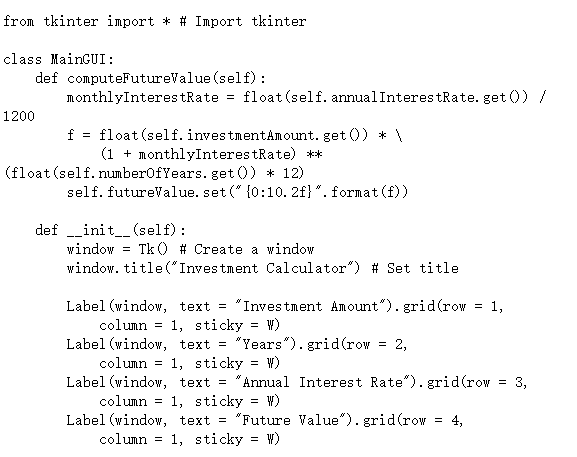 from tkinter import * # Import tkinter

class MainGUI:
    def computeFutureValue(self):
        monthlyInterestRate = float(self.annualInterestRate.get()) /
1200
        f = float(self.investmentAmount.get()) * \
            (1 + monthlyInterestRate) **
(float(self.numberOfYears.get()) * 12)
        self.futureValue.set("{0:10.2f}".format(f))

    def __init__(self):
        window = Tk() # Create a window
        window.title("Investment Calculator") # Set title

        Label(window, text = "Investment Amount").grid(row = 1,
            column = 1, sticky = W)
        Label(window, text = "Years").grid(row = 2,
            column = 1, sticky = W)
        Label(window, text = "Annual Interest Rate").grid(row = 3,
            column = 1, sticky = W)
        Label(window, text = "Future Value").grid(row = 4,
            column = 1, sticky = W)